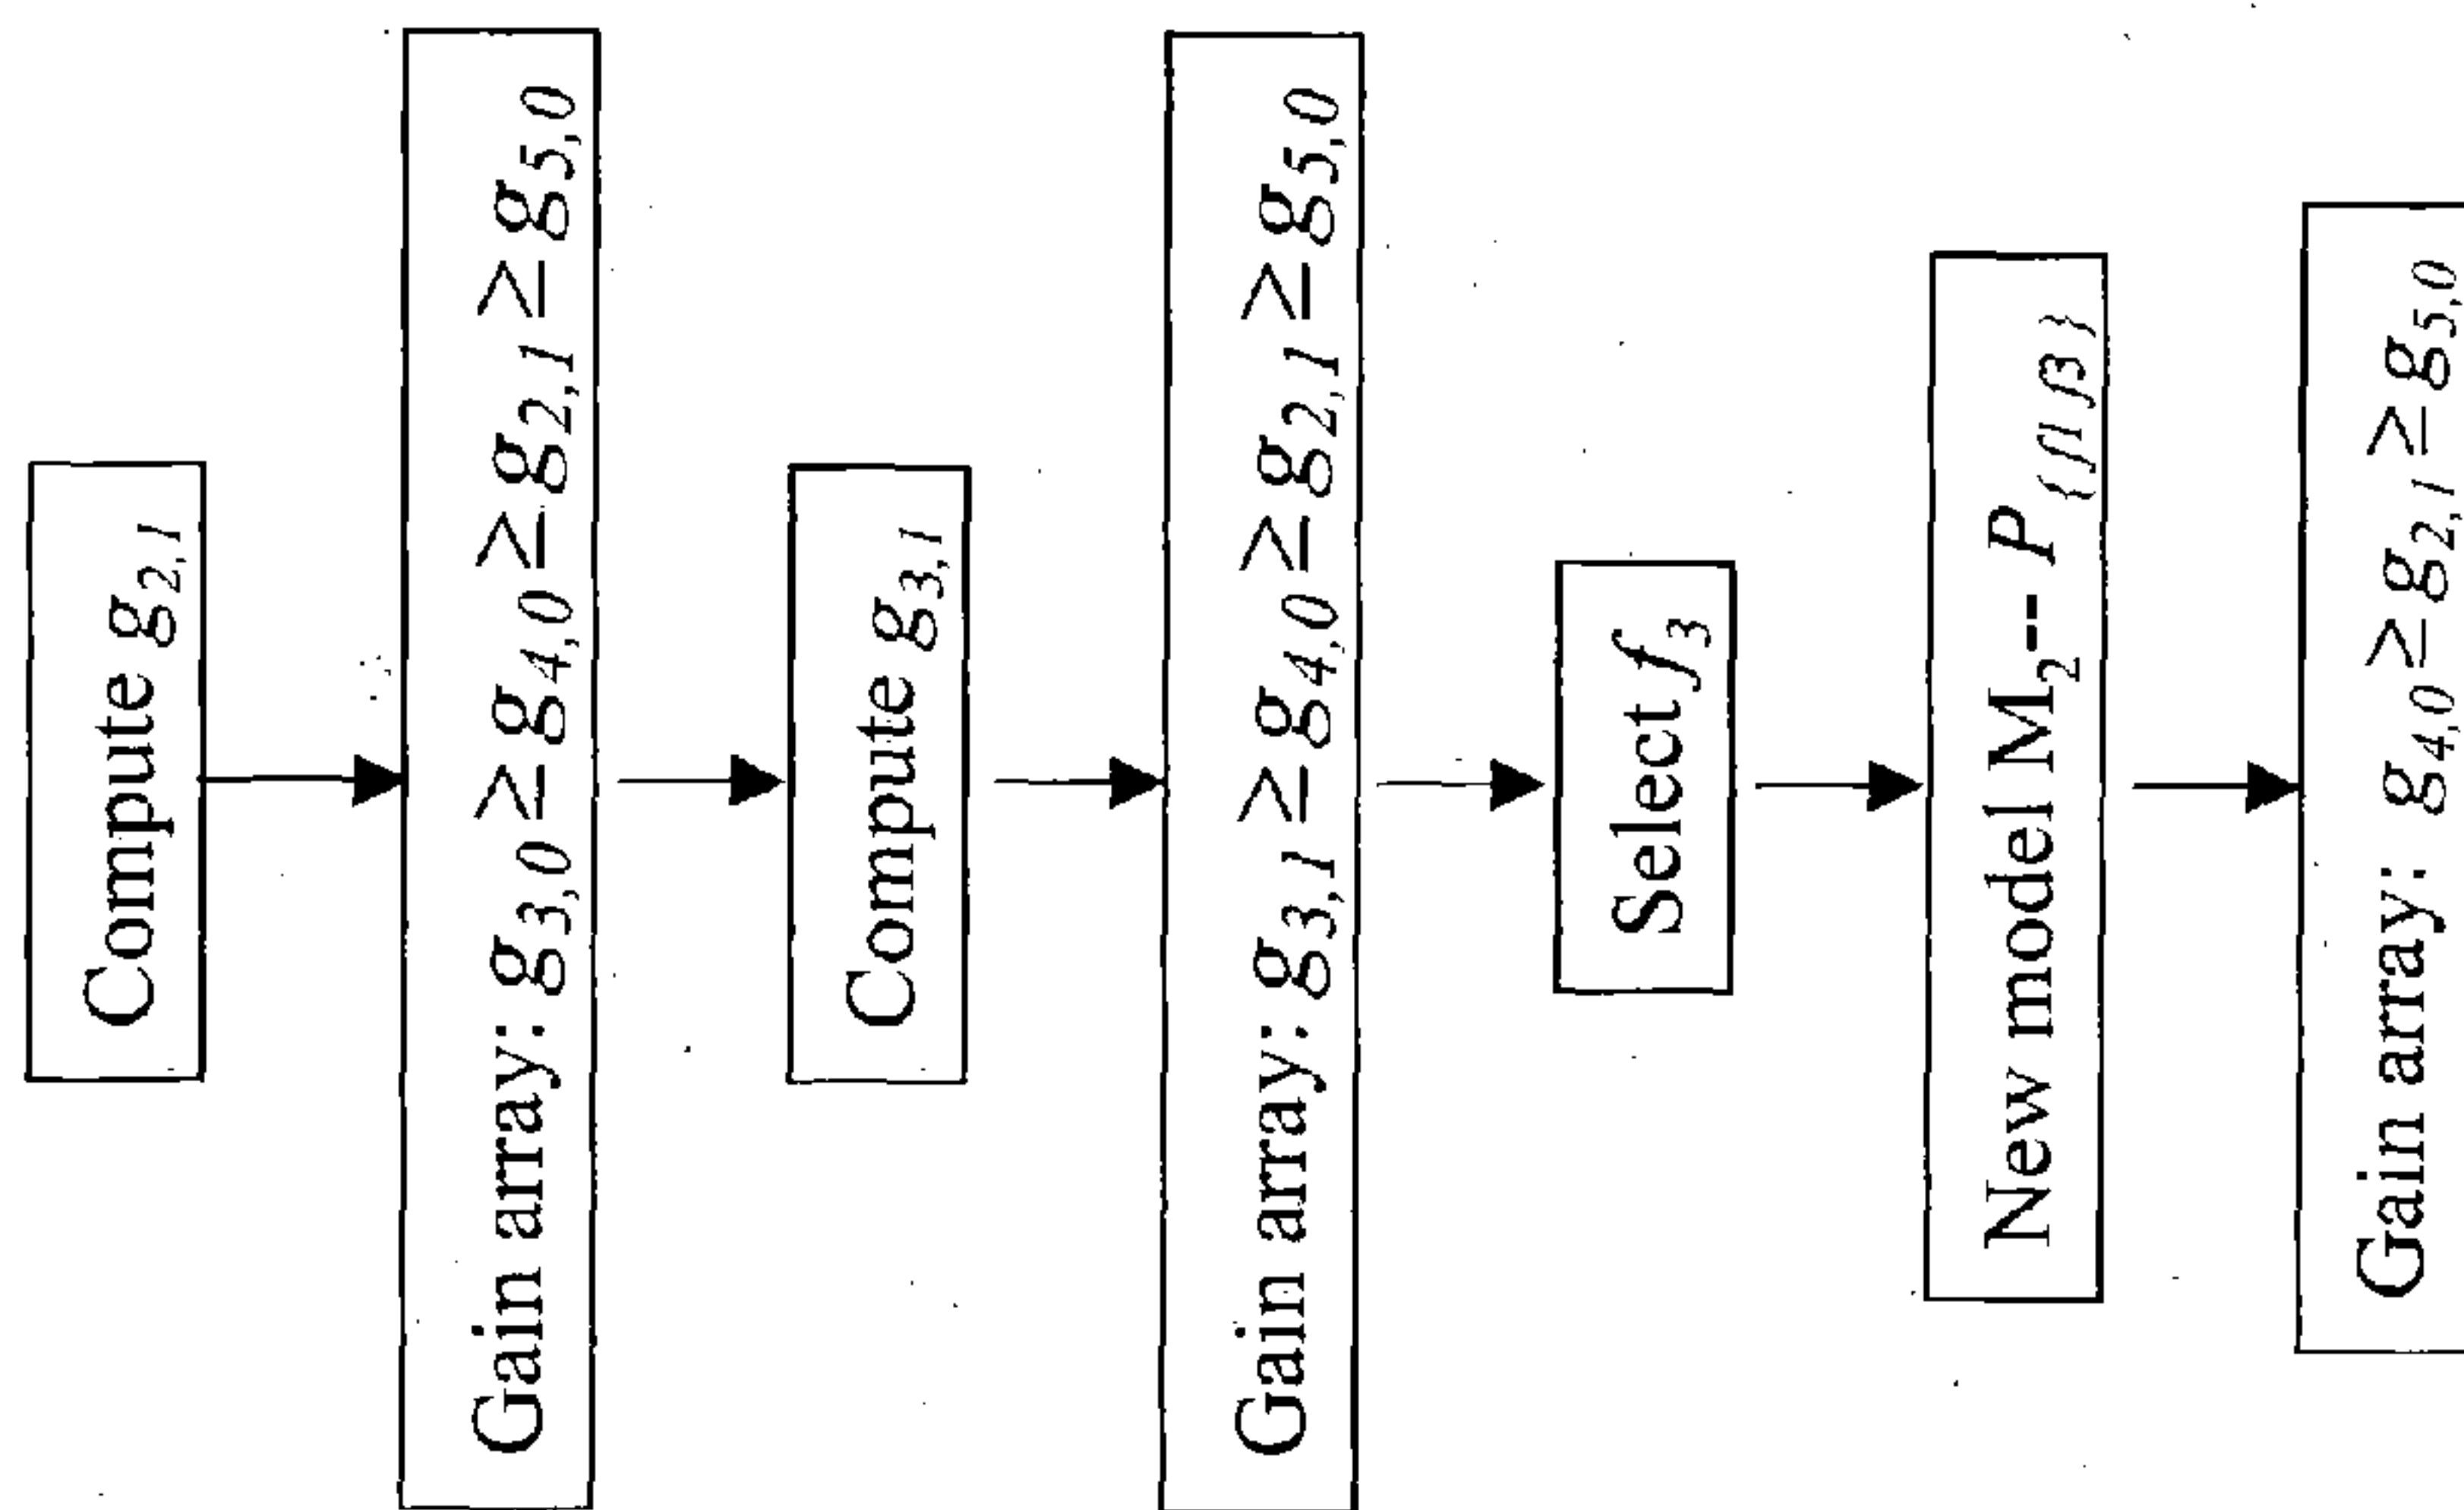 Compute g2,1
Gain array: g3,0 ≥ g4,0 ≥ g2,1 ≥ g5,0
Compute g3,1
Gain array: g3,1 ≥ g4,0 ≥ g2,1 ≥ g5,0
Select f3
New model M2-- P{f1 f3}
Gain array: g4,0 ≥ g2,1 ≥ g5,0